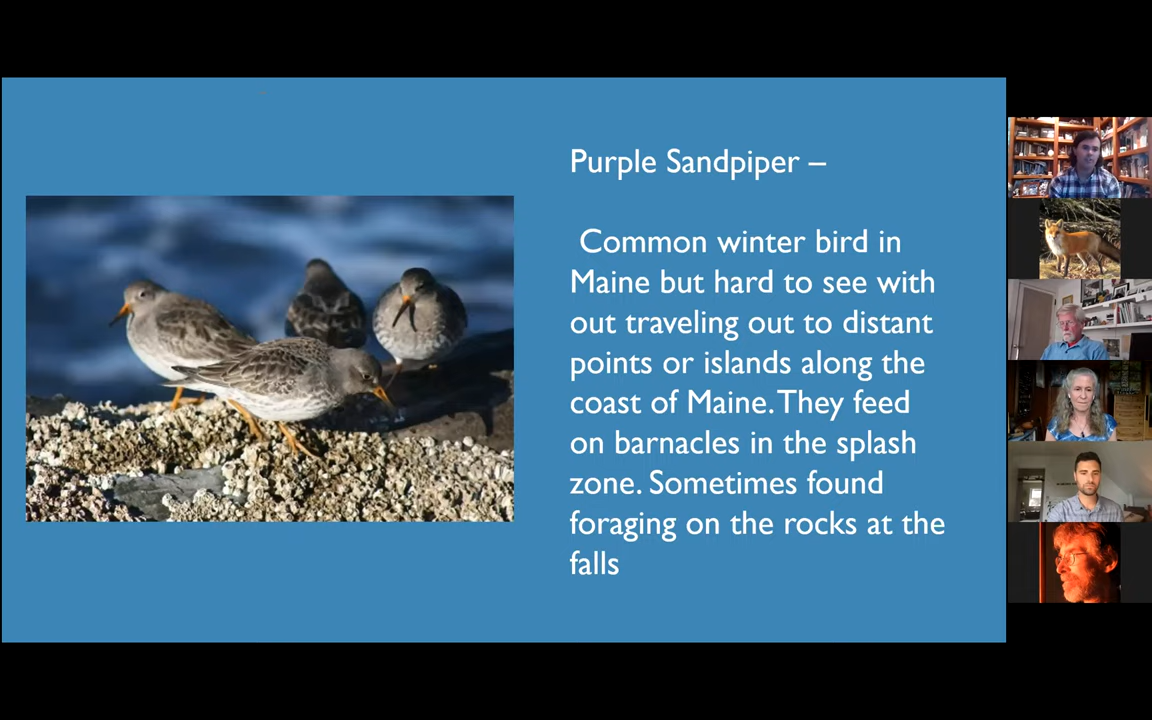 Purple Sandpiper –
Common winter bird in
Maine but hard to see with
out traveling out to distant
points or islands along the
coast of Maine. They feed
on barnacles in the splash
zone. Sometimes found
foraging on the rocks at the
falls